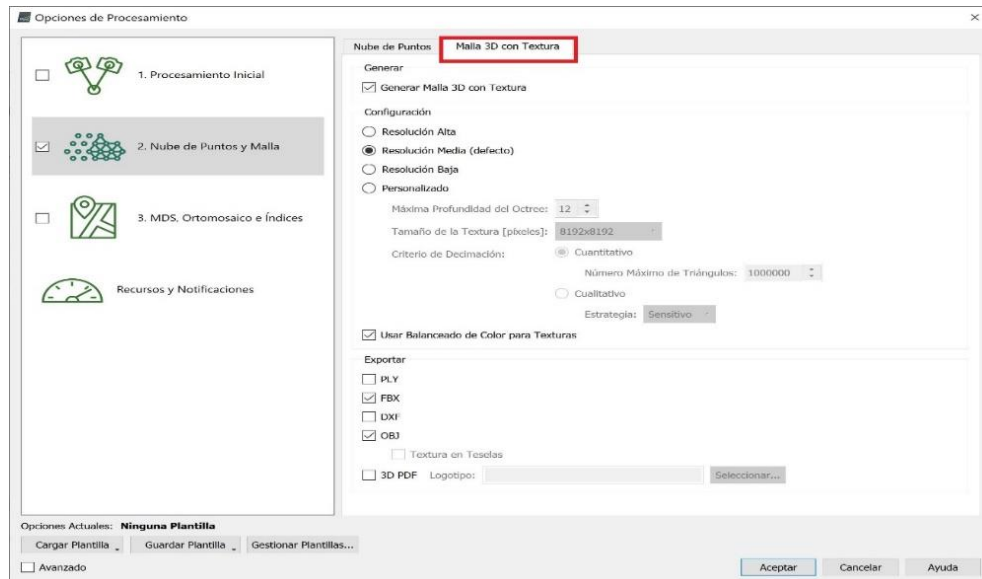 Opciones de Procesamiento
1. Procesamiento Inicial
2. Nube de Puntos y Malla
3. MDS, Ortomosaico e Índices
Recursos y Notificaciones
Nube de Puntos Malla 3D con Textura
Generar
Generar Malla 3D con Textura
Configuración
Resolución Alta
Resolución Media (defecto)
Resolución Baja
Personalizado
Máxima Profundidad del Octree: 12
Tamaño de la Textura [píxeles]: 8192x8192
Criterio de Decimación: Cuantitativo
Número Máximo de Triángulos: 1000000
Cualitativo
Estrategia: Sensitivo
Usar Balanceado de Color para Texturas
Exportar
PLY
FBX
DXF
OBJ
Textura en Teselas
3D PDF Logotipo: Seleccionar...
Opciones Actuales: Ninguna Plantilla
Cargar Plantilla Guardar Plantilla Gestionar Plantillas...
Avanzado Aceptar Cancelar Ayuda